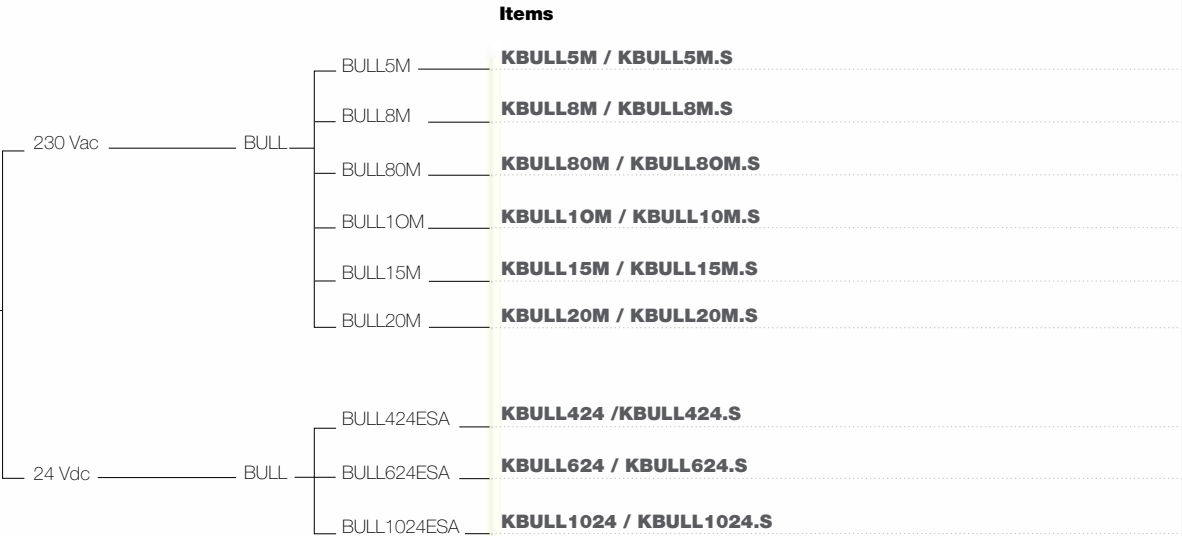 Items
BULL5M KBULL5M / KBULL5M.S
BULL8M KBULL8M / KBULL8M.S
230 Vac BULL
BULL80M KBULL80M / KBULL8OM.S
BULL1OM KBULL1OM / KBULL10M.S
BULL15M KBULL15M / KBULL15M.S
BULL20M KBULL20M / KBULL20M.S
BULL424ESA KBULL424 /KBULL424.S
24 Vdc BULL BULL624ESA KBULL624 / KBULL624.S
BULL1024ESA KBULL1024 / KBULL1024.S